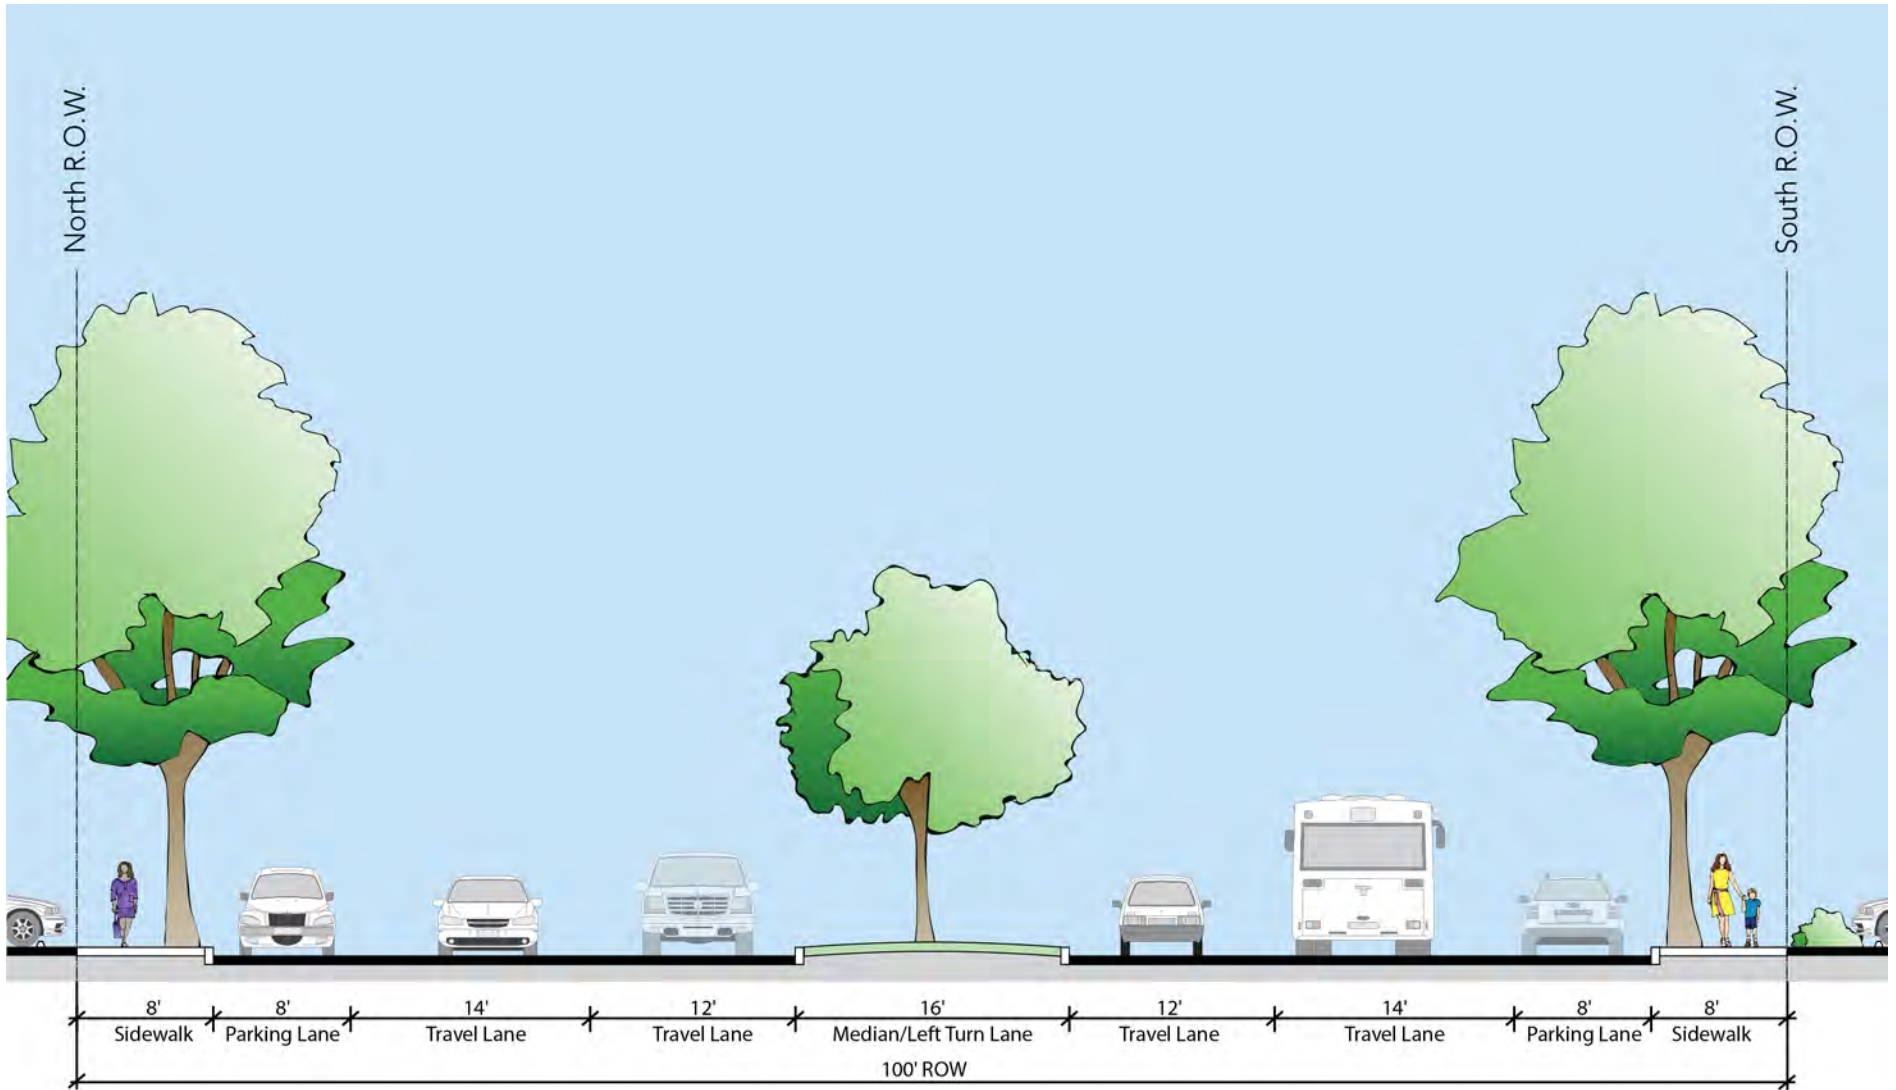 North R.O.W.
South R.O.W.
8' 8' 14' 12' 16' 12' 14' 8' 8'
Sidewalk Parking Lane Travel Lane Travel Lane Median/Left Turn Lane Travel Lane Travel Lane Parking Lane Sidewalk
100' ROW